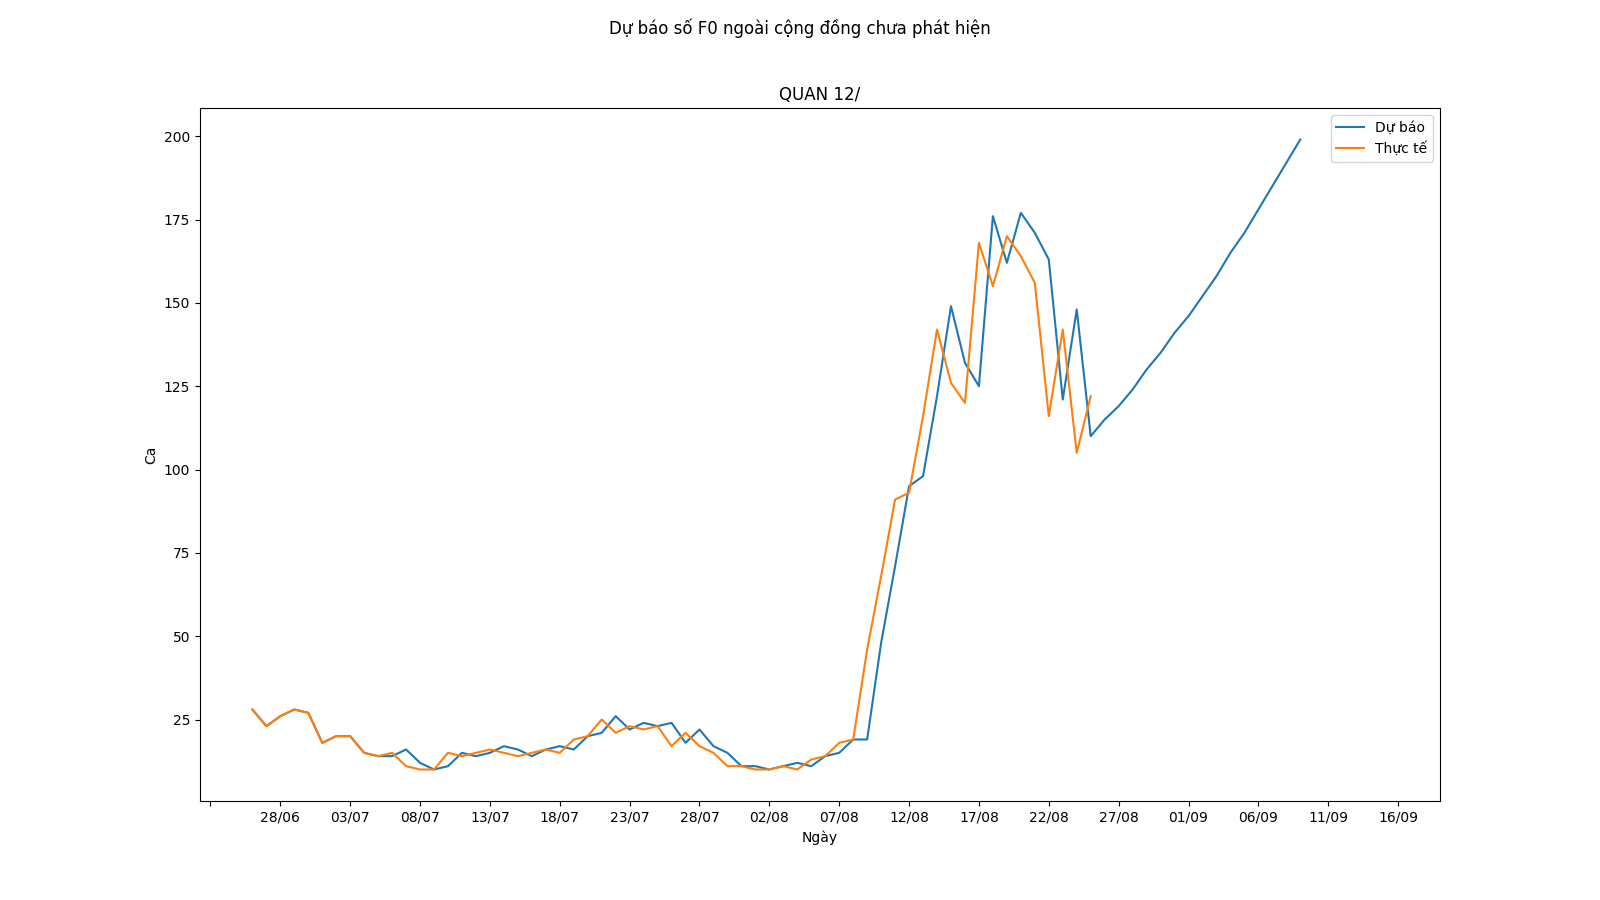 Dự báo số F0 ngoài cộng đồng chưa phát hiện
QUAN 12/
Dự báo
Thực tế
200
175
150
125
100
75
50
25
Ca
28/06 03/07 08/07 13/07 18/07 23/07 28/07 02/08 07/08 12/08 17/08 22/08 27/08 01/09 06/09 11/09 16/09
Ngày